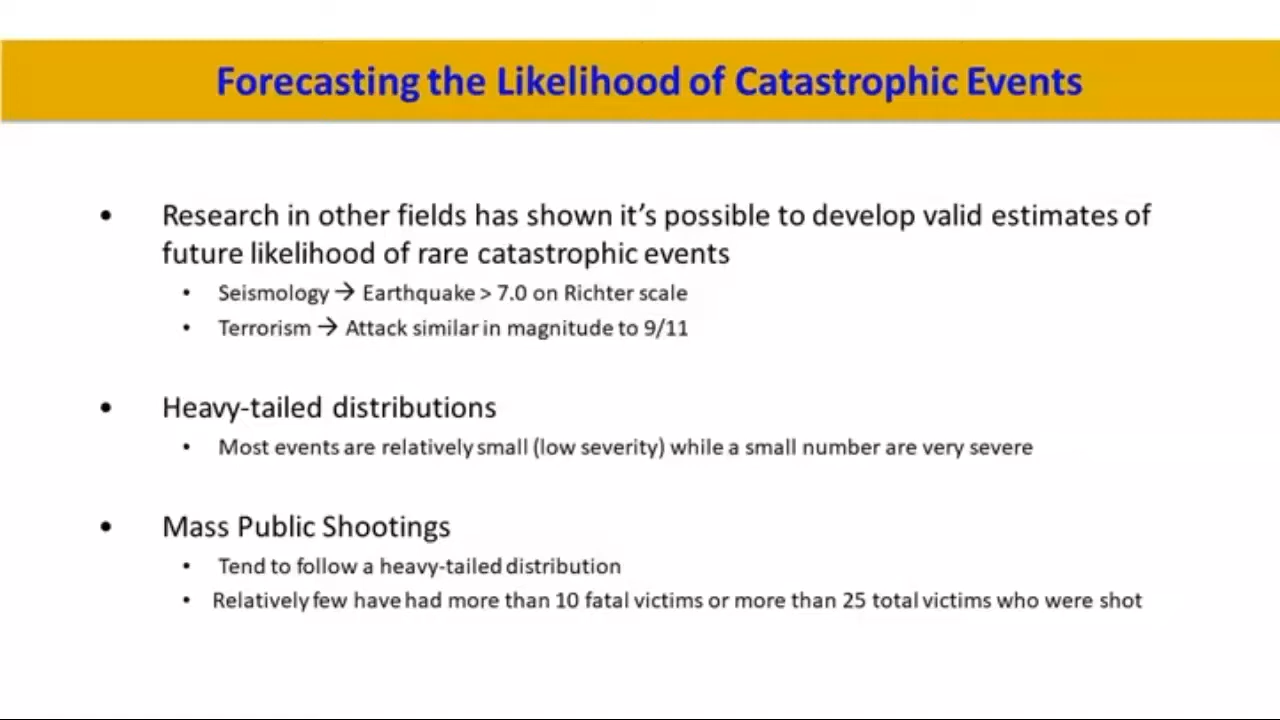 Forecasting the Likelihood of Catastrophic Events
• Research in other fields has shown it’s possible to develop valid estimates of
future likelihood of rare catastrophic events
• Seismology → Earthquake > 7.0 on Richter scale
• Terrorism → Attack similar in magnitude to 9/11
• Heavy-tailed distributions
• Most events are relatively small (low severity) while a small number are very severe
• Mass Public Shootings
• Tend to follow a heavy-tailed distribution
• Relatively few have had more than 10 fatal victims or more than 25 total victims who were shot